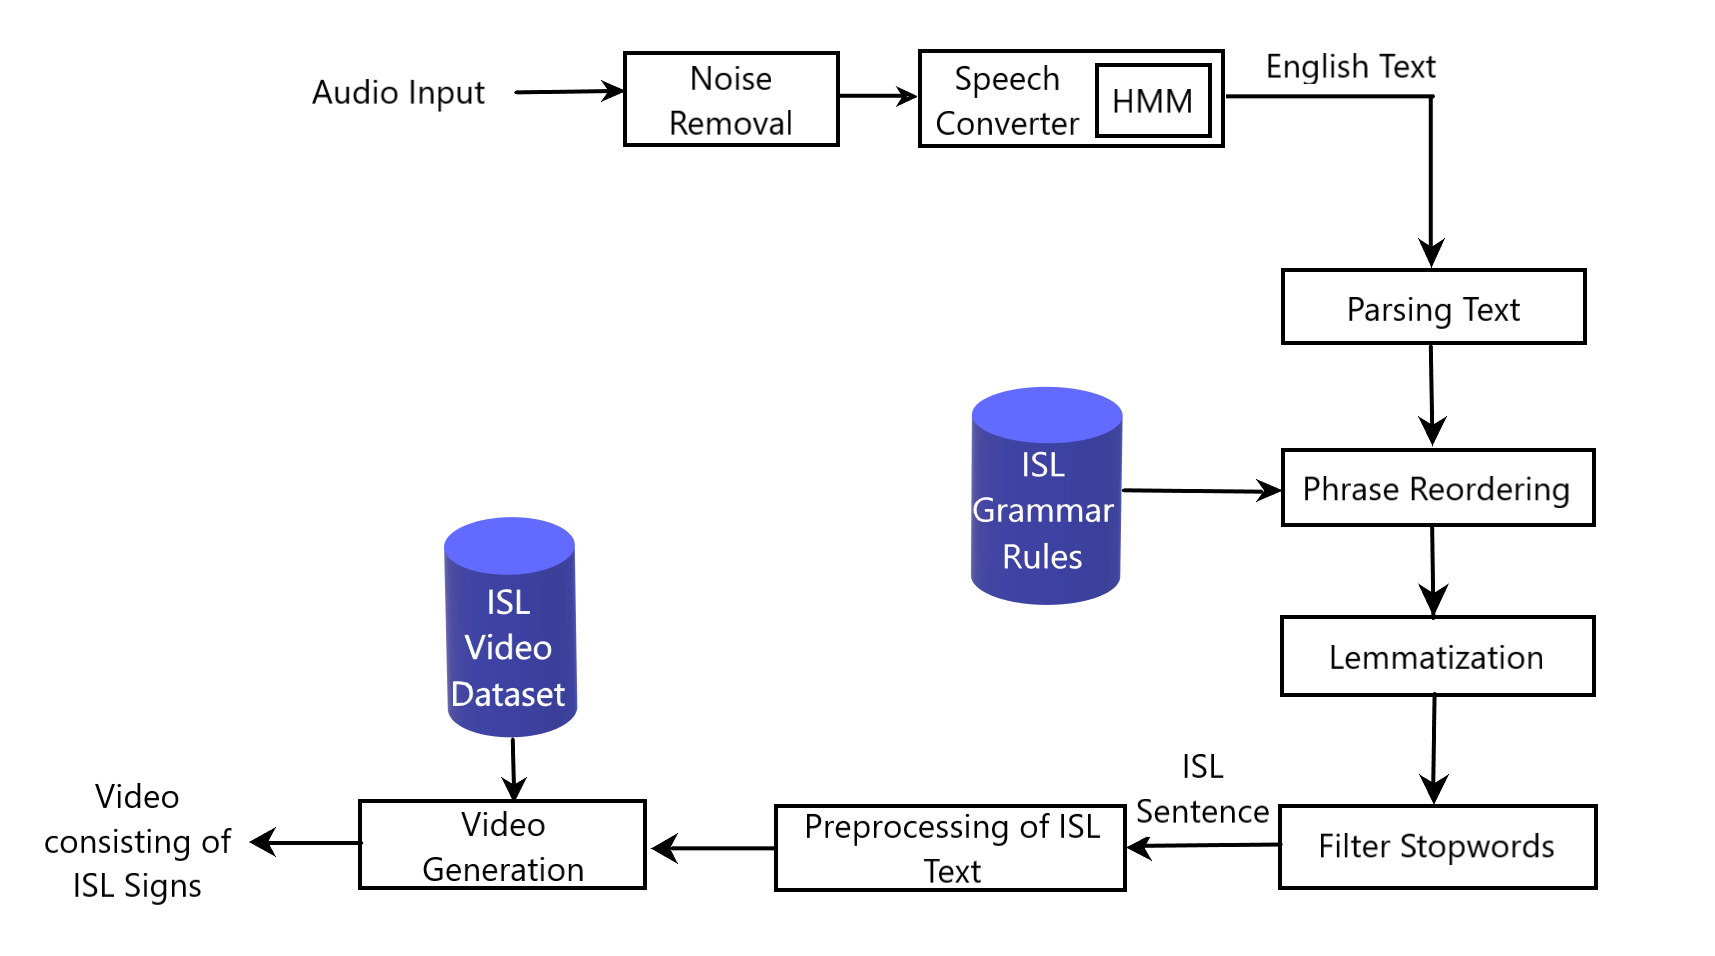 Audio Input
Noise
Removal
Speech
Converter
HMM
English Text
Parsing Text
ISL
Grammar
Rules
Phrase Reordering
Lemmatization
Filter Stopwords
ISL
Sentence
Preprocessing of ISL
Text
ISL
Video
Dataset
Video
Generation
Video
consisting of
ISL Signs